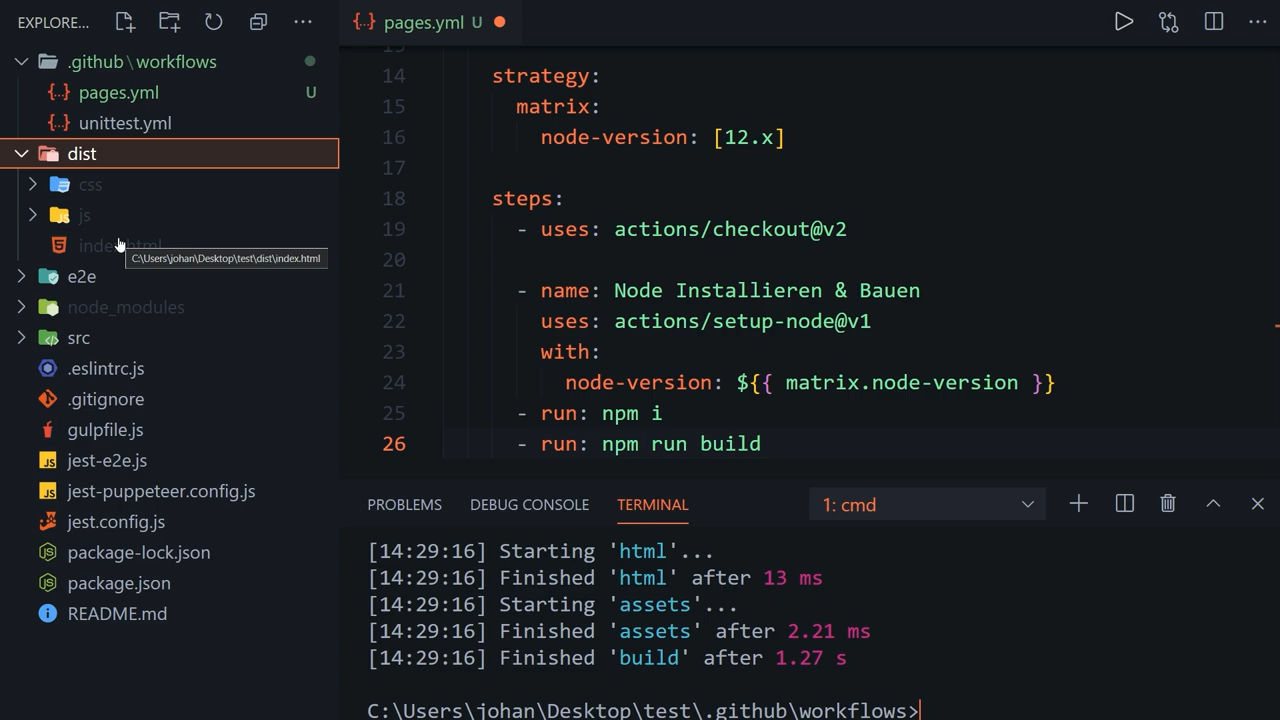 EXPLORE...
.github\workflows
pages.yml U
unittest.yml
dist
css
js
index.html
C:\Users\johan\Desktop\test\dist\index.html
e2e
node_modules
src
.eslintrc.js
.gitignore
gulpfile.js
jest-e2e.js
jest-puppeteer.config.js
jest.config.js
package-lock.json
package.json
README.md
pages.yml U
13
14 strategy:
15 matrix:
16 node-version: [12.x]
17
18 steps:
19 - uses: actions/checkout@v2
20
21 - name: Node Installieren & Bauen
22 uses: actions/setup-node@v1
23 with:
24 node-version: ${{ matrix.node-version }}
25 - run: npm i
26 - run: npm run build
PROBLEMS DEBUG CONSOLE TERMINAL 1: cmd
[14:29:16] Starting 'html'...
[14:29:16] Finished 'html' after 13 ms
[14:29:16] Starting 'assets'...
[14:29:16] Finished 'assets' after 2.21 ms
[14:29:16] Finished 'build' after 1.27 s
C:\Users\johan\Desktop\test\.github\workflows>